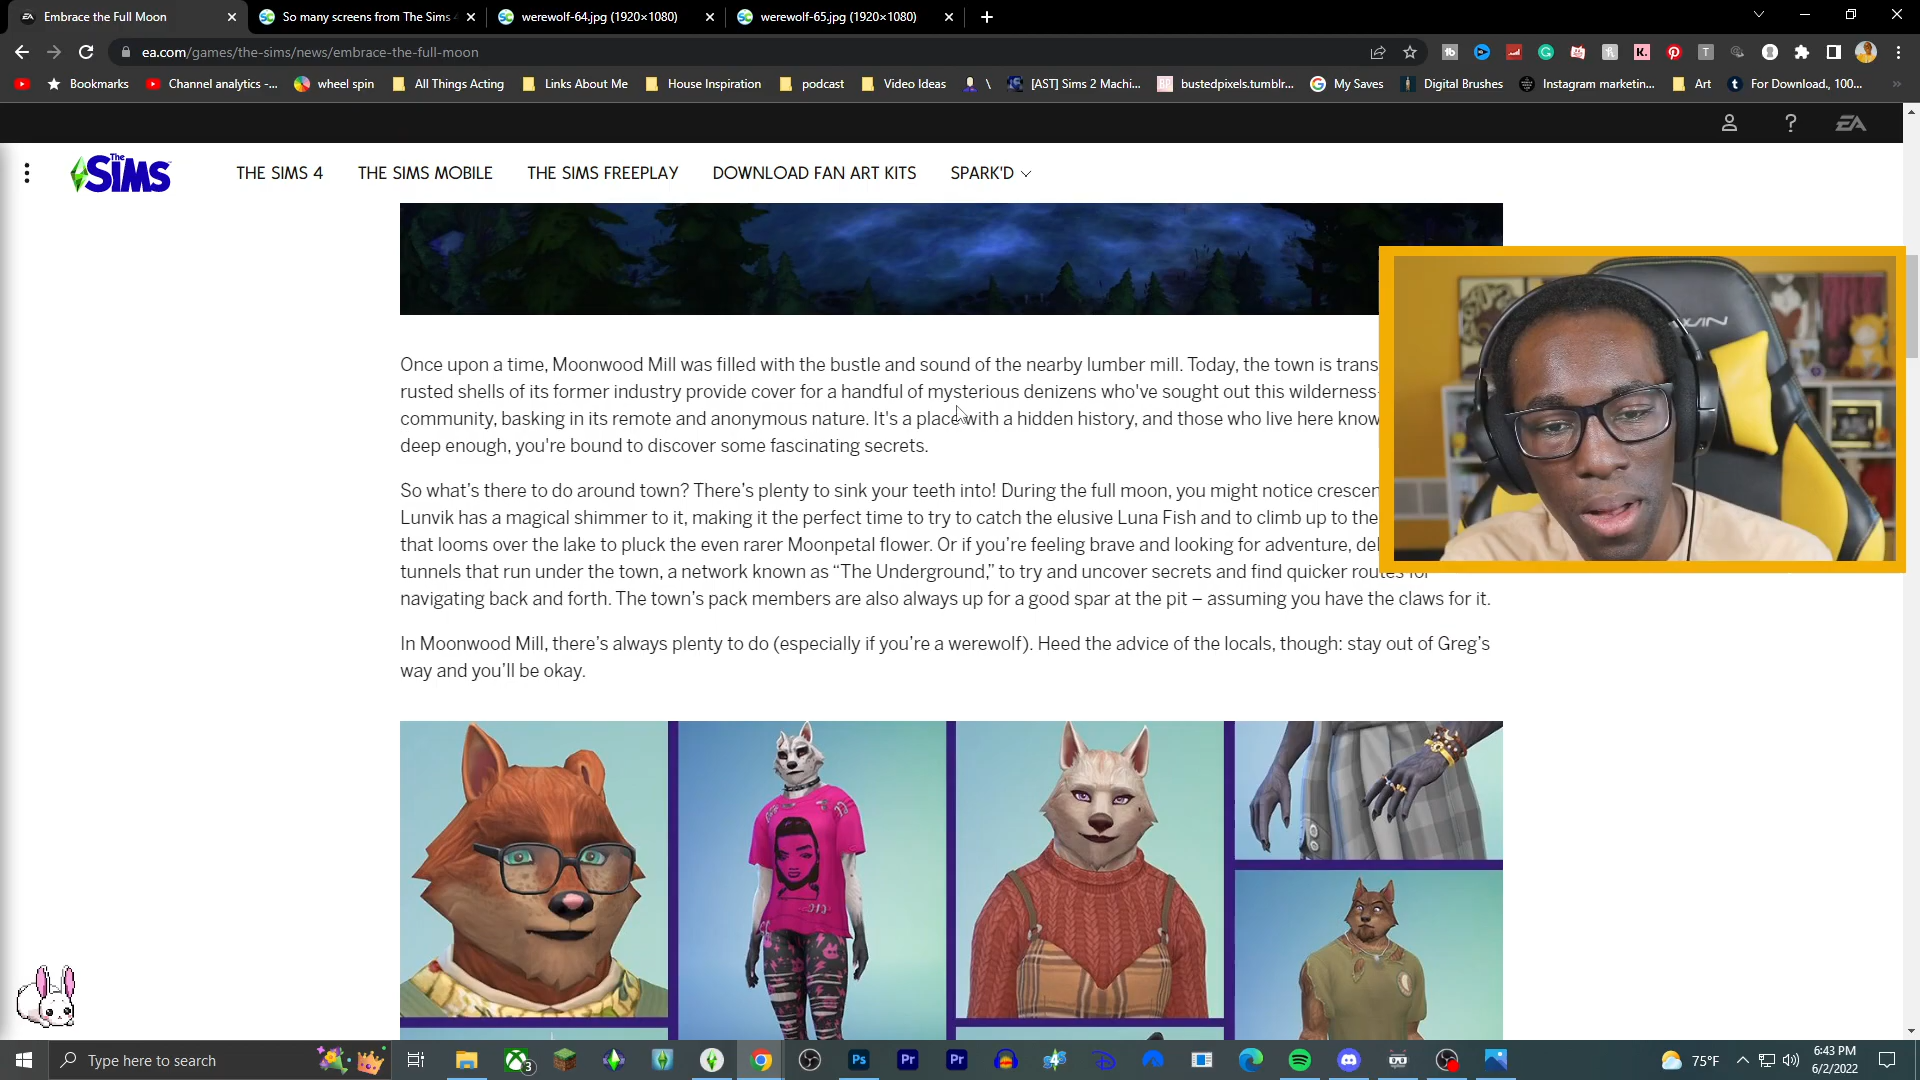 Embrace the Full Moon
So many screens from The Sims
werewolf-64.jpg (1920×1080)
werewolf-65.jpg (1920×1080)
ea.com/games/the-sims/news/embrace-the-full-moon
Bookmarks
Channel analytics -...
wheel spin
All Things Acting
Links About Me
House Inspiration
podcast
Video Ideas
\
[AST] Sims 2 Machi...
bustedpixels.tumblr...
My Saves
Digital Brushes
Instagram marketin...
Art
For Download., 100...
EA
The SIMS
THE SIMS 4
THE SIMS MOBILE
THE SIMS FREEPLAY
DOWNLOAD FAN ART KITS
SPARK'D
Once upon a time, Moonwood Mill was filled with the bustle and sound of the nearby lumber mill. Today, the town is trans
rusted shells of its former industry provide cover for a handful of mysterious denizens who've sought out this wilderness-
community, basking in its remote and anonymous nature. It's a place with a hidden history, and those who live here know
deep enough, you're bound to discover some fascinating secrets.
So what's there to do around town? There's plenty to sink your teeth into! During the full moon, you might notice crescen
Lunvik has a magical shimmer to it, making it the perfect time to try to catch the elusive Luna Fish and to climb up to the
that looms over the lake to pluck the even rarer Moonpetal flower. Or if you're feeling brave and looking for adventure, del
tunnels that run under the town, a network known as “The Underground,” to try and uncover secrets and find quicker routes for
navigating back and forth. The town's pack members are also always up for a good spar at the pit – assuming you have the claws for it.
In Moonwood Mill, there's always plenty to do (especially if you're a werewolf). Heed the advice of the locals, though: stay out of Greg's
way and you'll be okay.
Type here to search
3
Ps
Pr
Pr
75°F
6:43 PM
6/2/2022